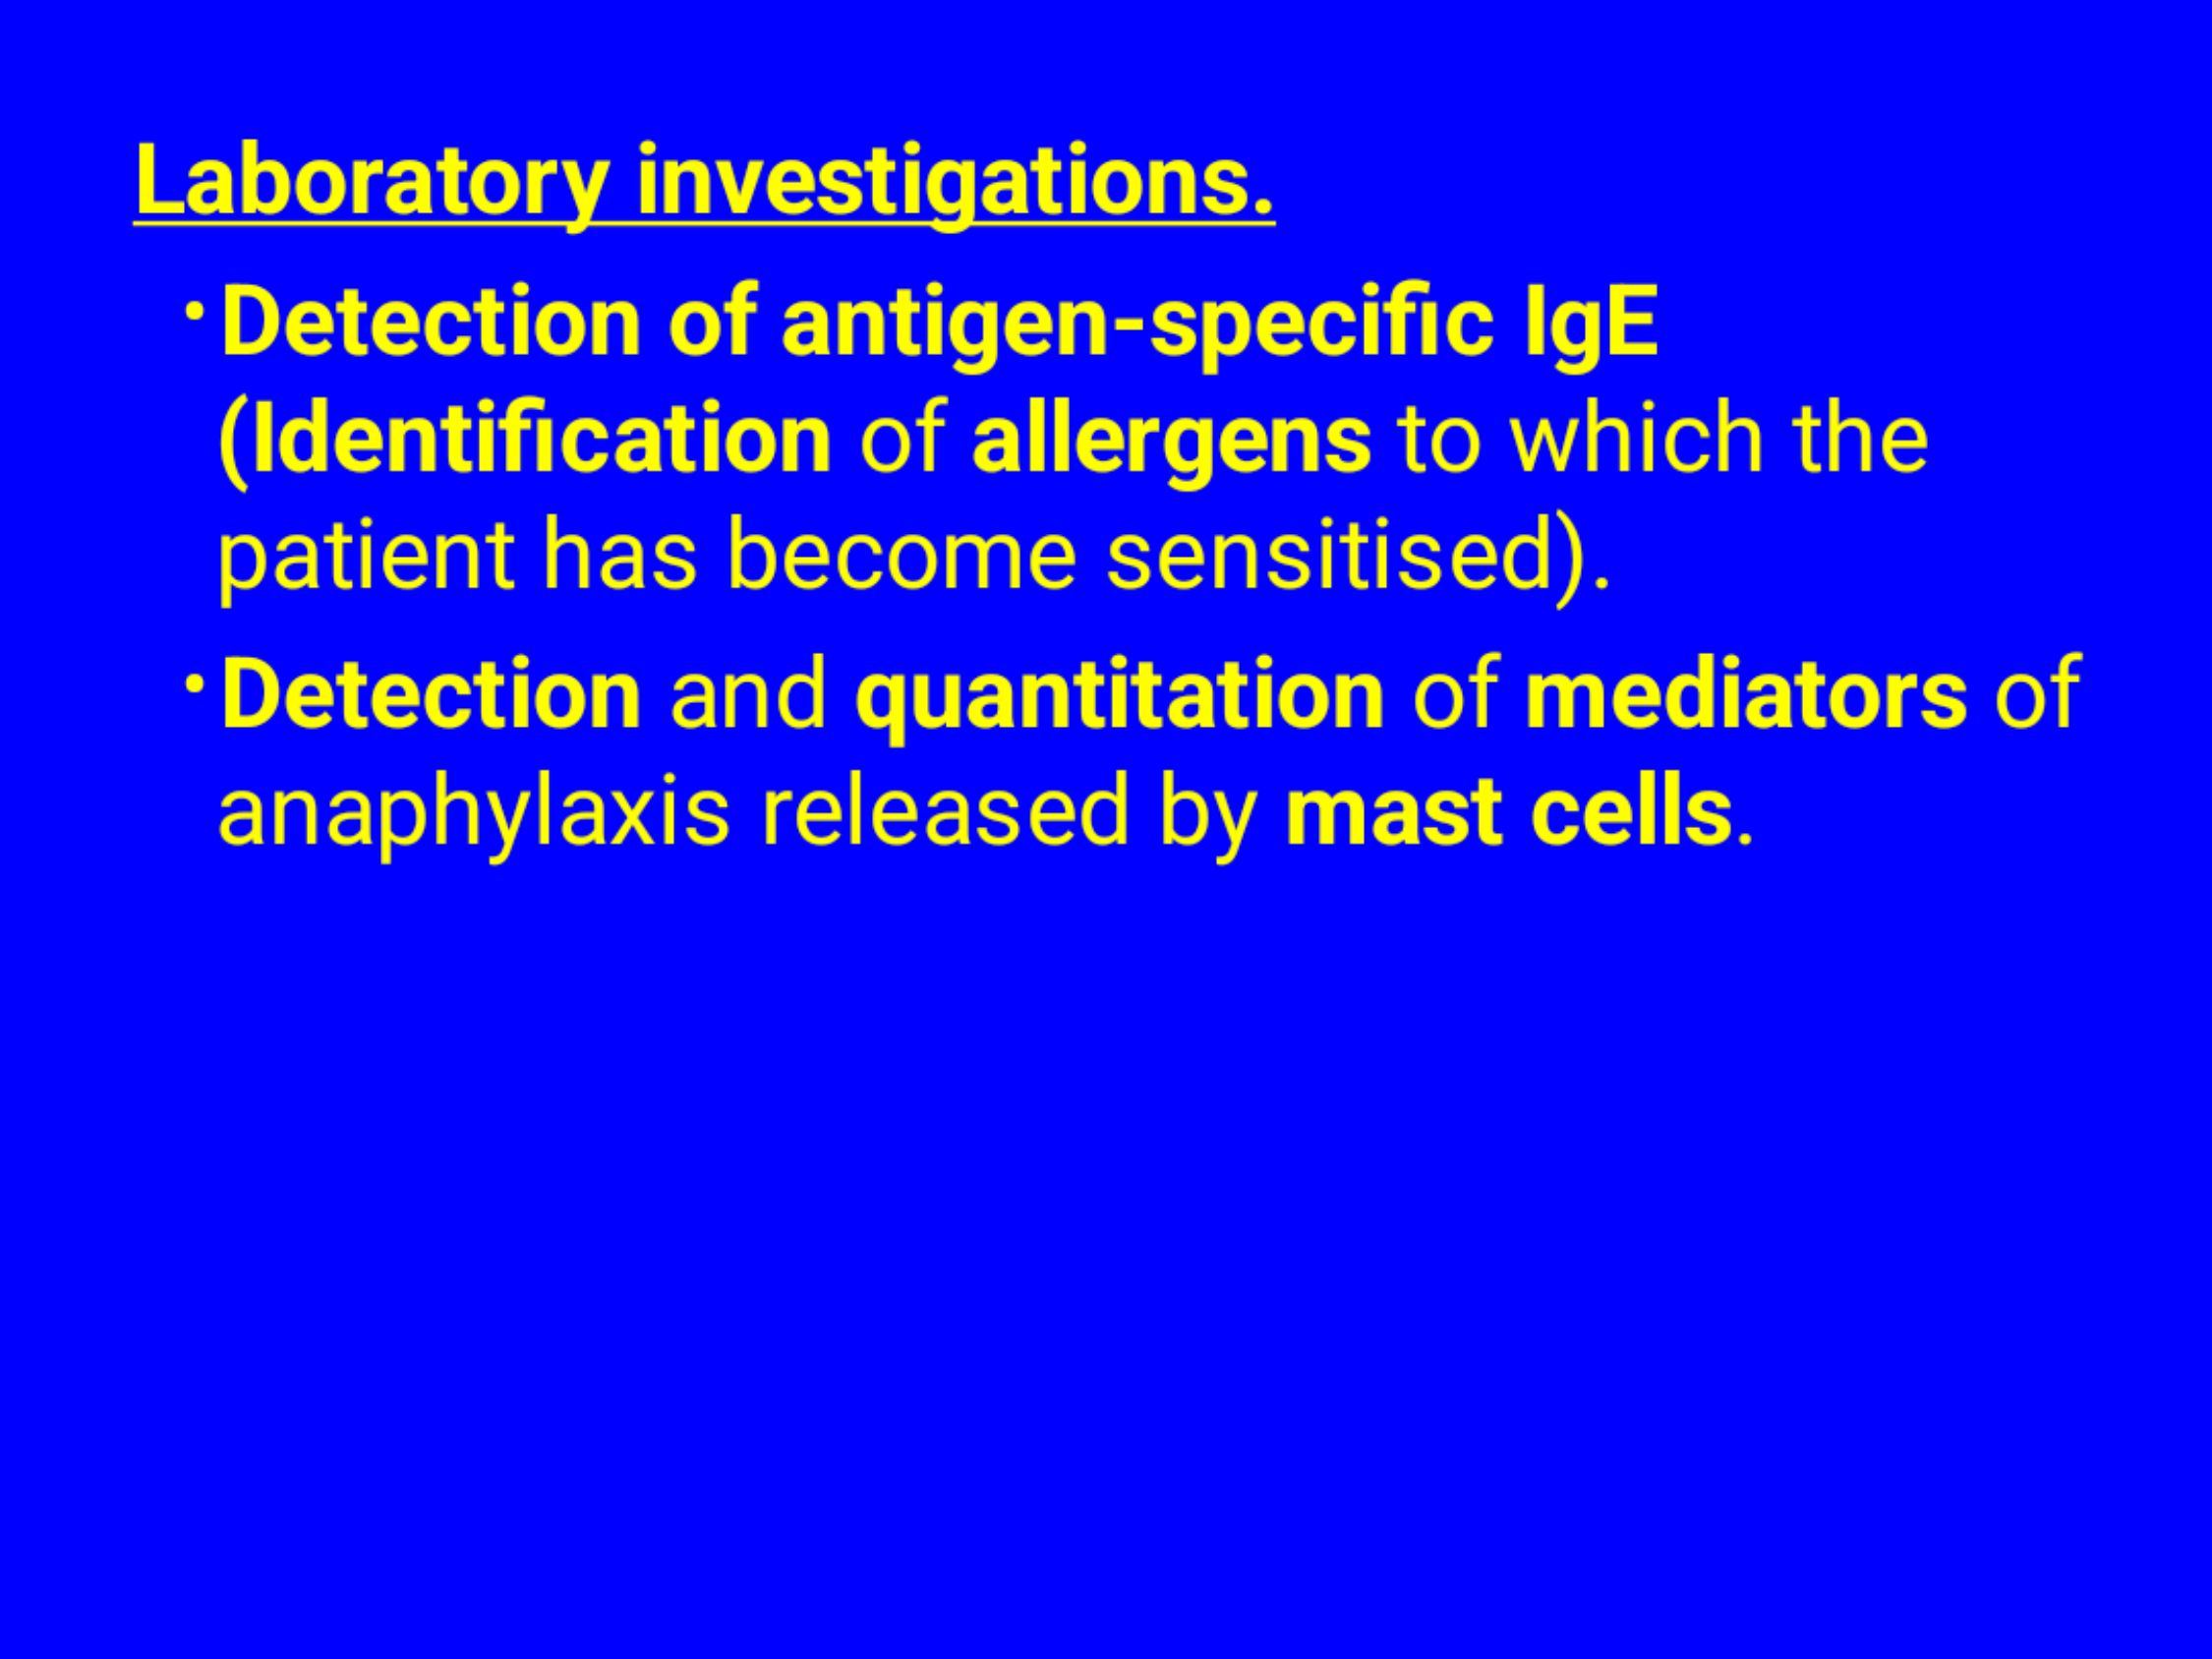 Laboratory investigations.
• Detection of antigen-specific IgE
(Identification of allergens to which the
patient has become sensitised).
• Detection and quantitation of mediators of
anaphylaxis released by mast cells.